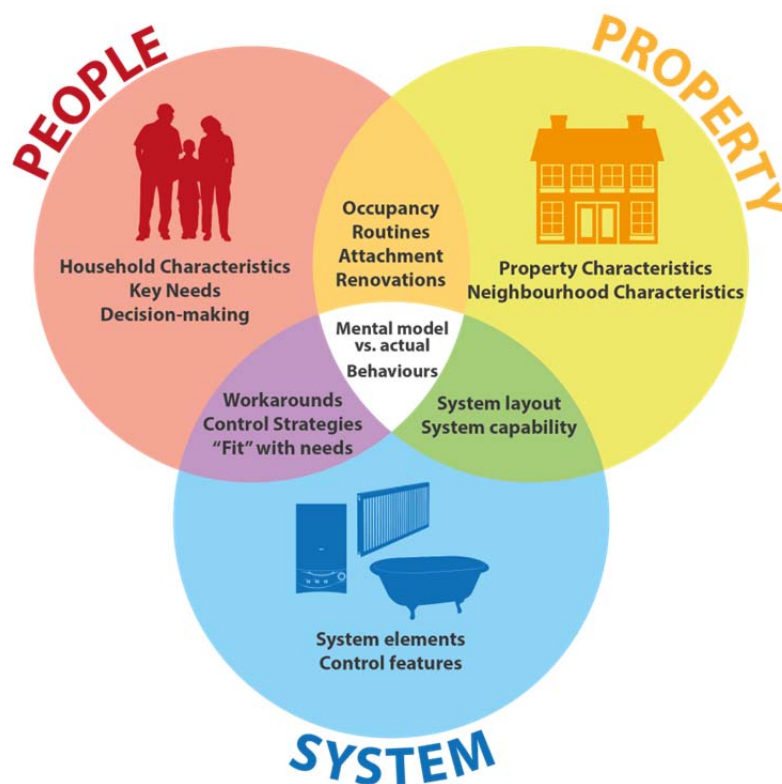 PEOPLE
PROPERTY
Household Characteristics
Key Needs
Decision-making
Occupancy
Routines
Attachment
Renovations
Property Characteristics
Neighbourhood Characteristics
Mental model
vs. actual
Behaviours
Workarounds
Control Strategies
“Fit” with needs
System layout
System capability
System elements
Control features
SYSTEM